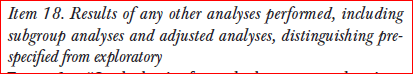 Item 18. Results of any other analyses performed, including
subgroup analyses and adjusted analyses, distinguishing pre-
specified from exploratory